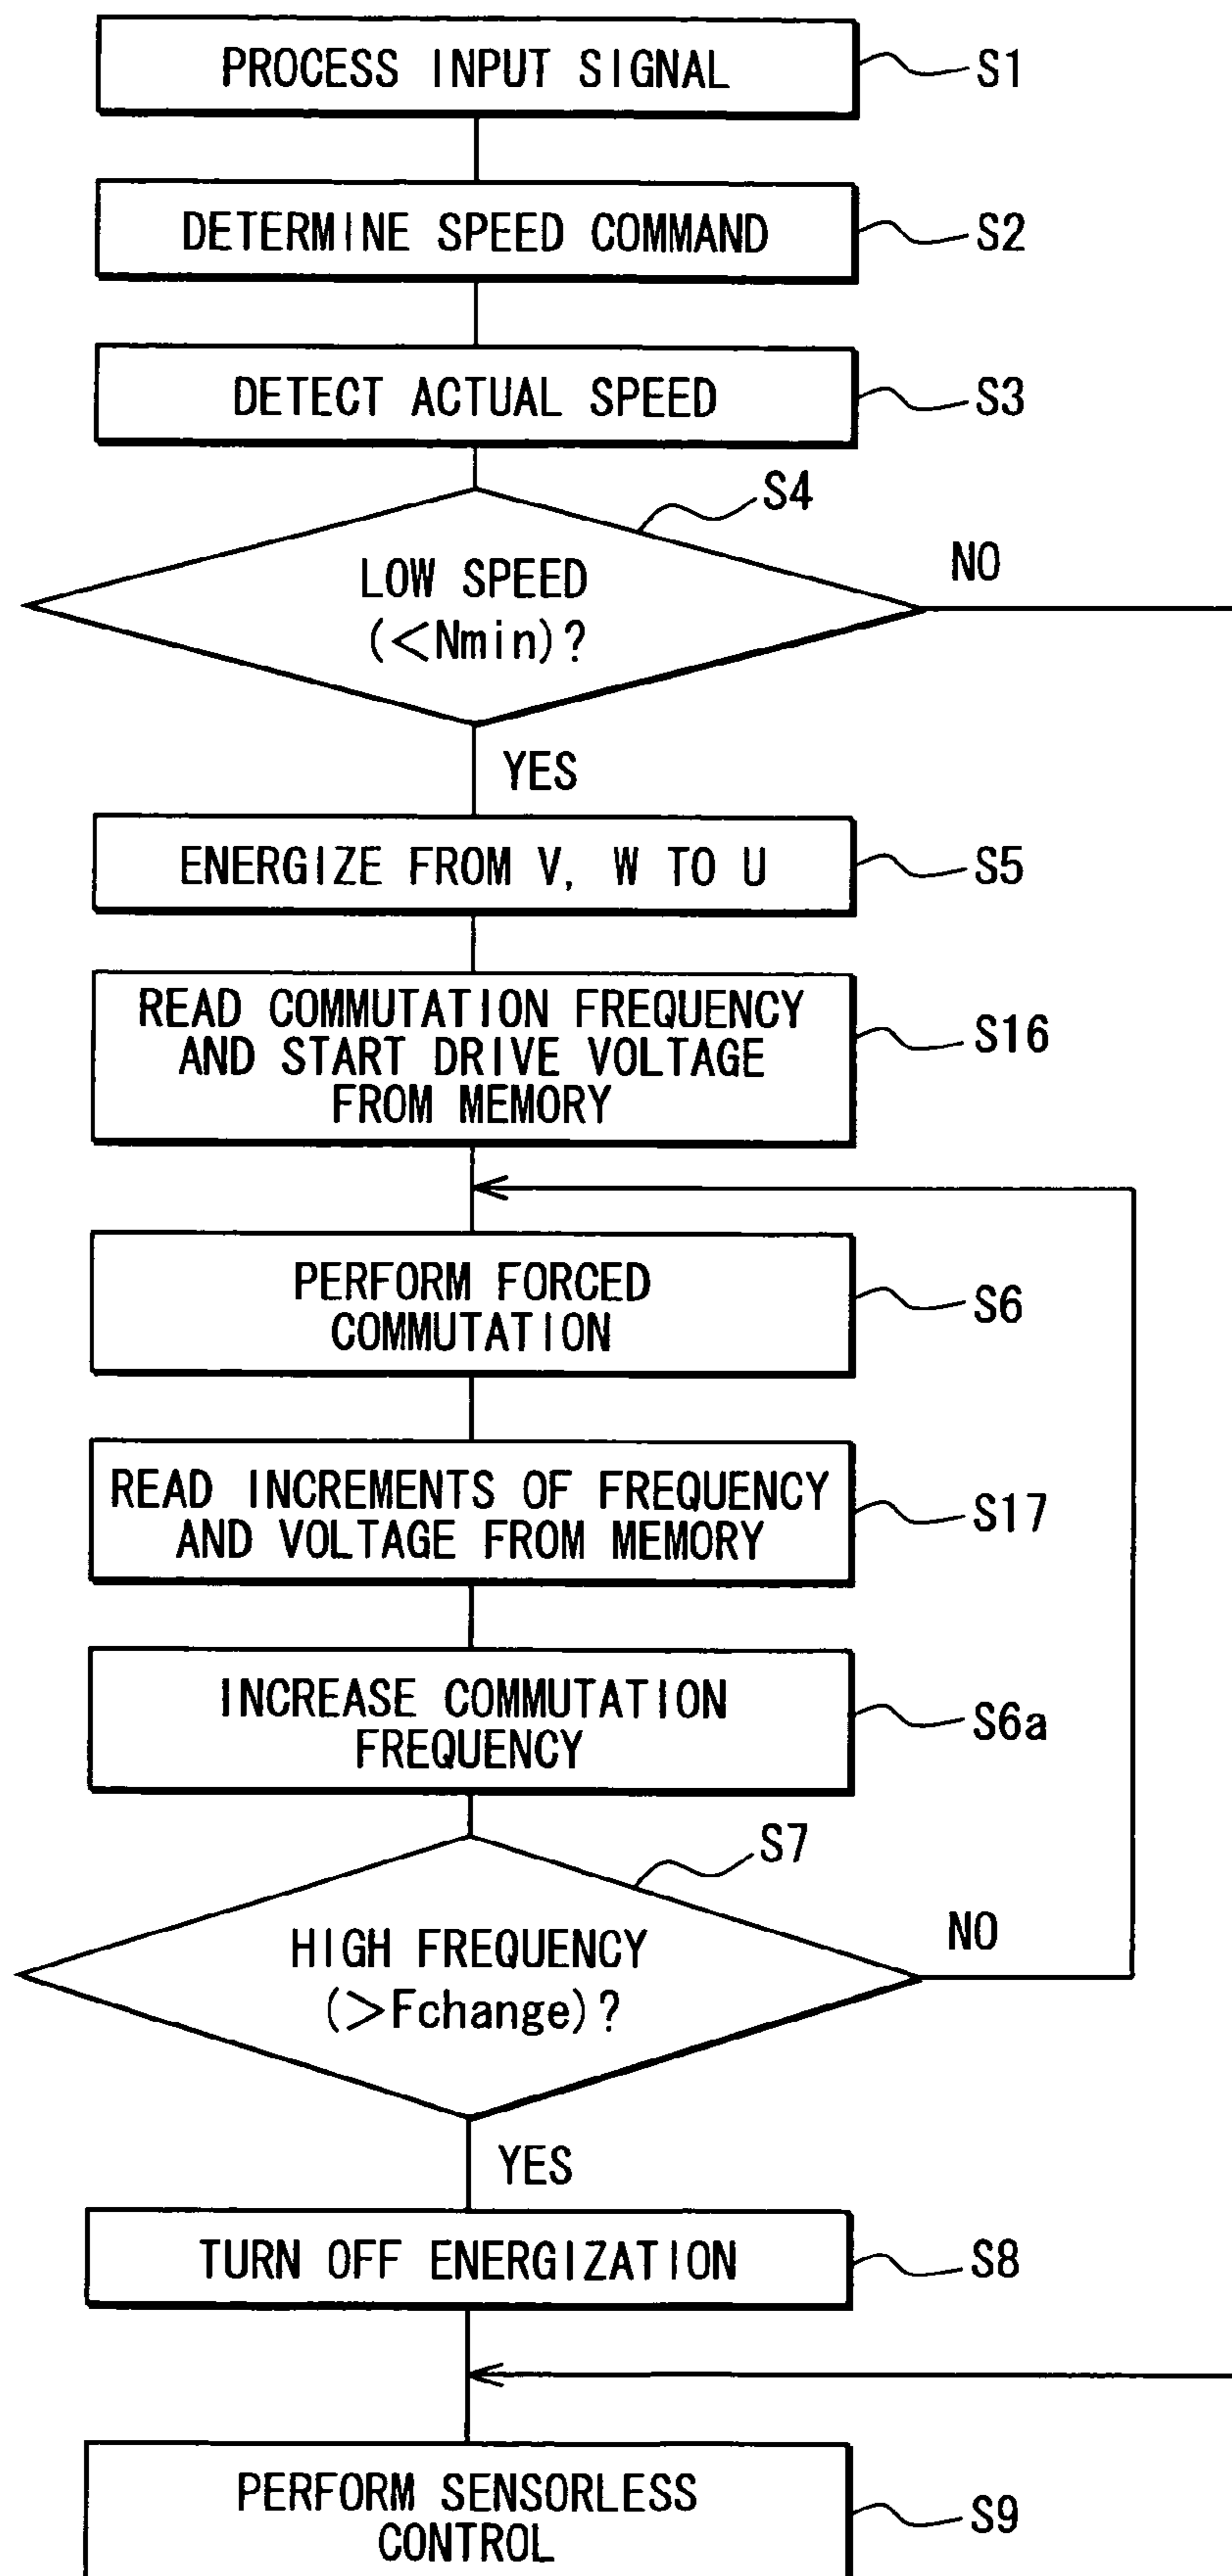 PROCESS INPUT SIGNAL
S1
DETERMINE SPEED COMMAND
S2
DETECT ACTUAL SPEED
S3
S4
LOW SPEED
(<Nmin)?
NO
YES
ENERGIZE FROM V, W TO U
S5
READ COMMUTATION FREQUENCY
AND START DRIVE VOLTAGE
FROM MEMORY
S16
PERFORM FORCED
COMMUTATION
S6
READ INCREMENTS OF FREQUENCY
AND VOLTAGE FROM MEMORY
S17
INCREASE COMMUTATION
FREQUENCY
S6a
S7
HIGH FREQUENCY
(>Fchange)?
NO
YES
TURN OFF ENERGIZATION
S8
PERFORM SENSORLESS
CONTROL
S9